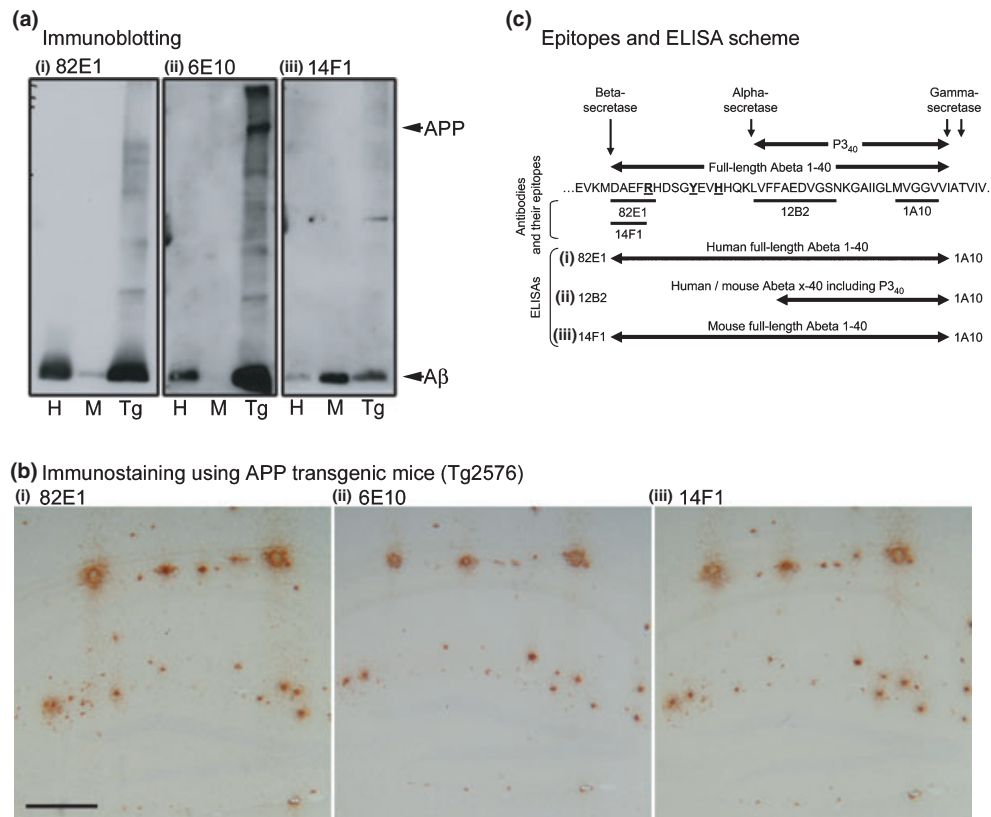 (a)
Immunoblotting
(i) 82E1
(ii) 6E10
(iii) 14F1
APP
Aβ
H M Tg
H M Tg
H M Tg
(c)
Epitopes and ELISA scheme
Beta-
secretase
Alpha-
secretase
Gamma-
secretase
P3₄₀
Full-length Abeta 1-40
...EVKMDAEFRHDSGYEVHHQKLVFFAEDVGSNKGAIIGLMVGGVVIATVIV.
Antibodies
and their epitopes
82E1
12B2
1A10
14F1
ELISAs
(i) 82E1
Human full-length Abeta 1-40
1A10
(ii) 12B2
Human / mouse Abeta x-40 including P3₄₀
1A10
(iii) 14F1
Mouse full-length Abeta 1-40
1A10
(b) Immunostaining using APP transgenic mice (Tg2576)
(i) 82E1
(ii) 6E10
(iii) 14F1